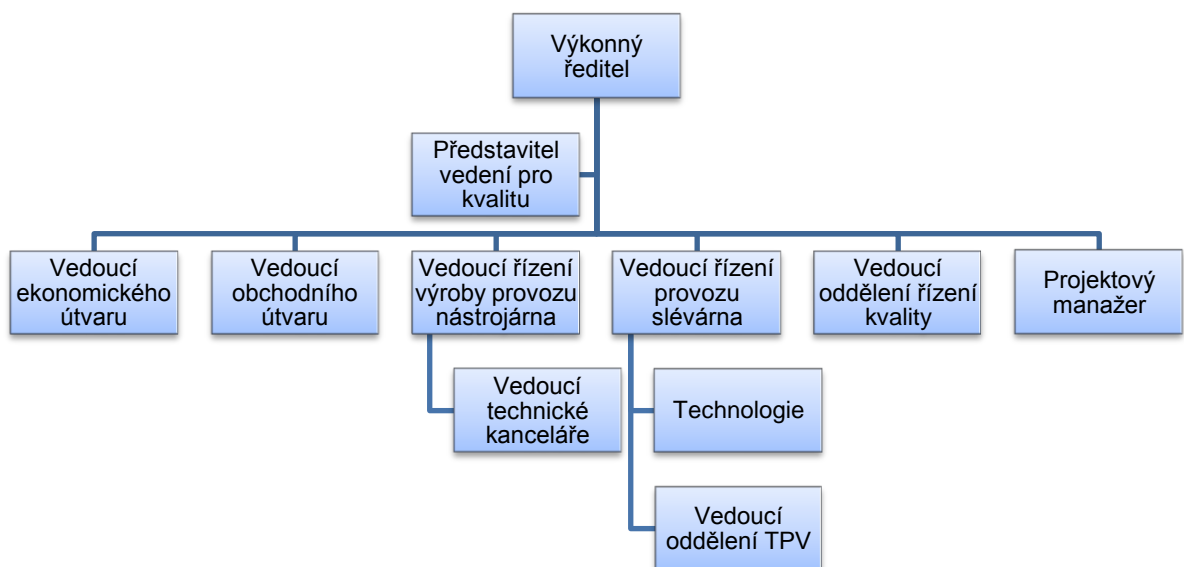 Výkonný
ředitel
Představitel
vedení pro
kvalitu
Vedoucí
ekonomického
útvaru
Vedoucí
obchodního
útvaru
Vedoucí řízení
výroby provozu
nástrojárna
Vedoucí řízení
provozu
slévárna
Vedoucí
oddělení řízení
kvality
Projektový
manažer
Vedoucí
technické
kanceláře
Technologie
Vedoucí
oddělení TPV